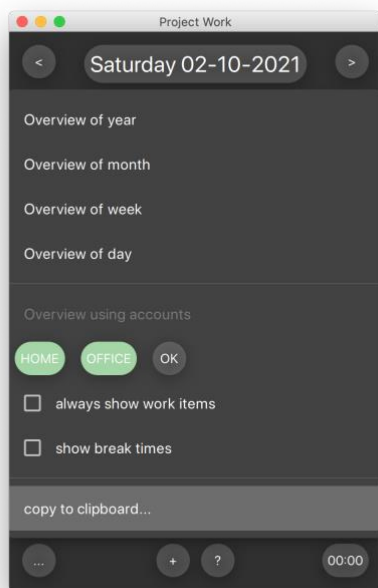 Project Work
< Saturday 02-10-2021 >
Overview of year
Overview of month
Overview of week
Overview of day
Overview using accounts
HOME OFFICE OK
always show work items
show break times
copy to clipboard...
... + ? 00:00